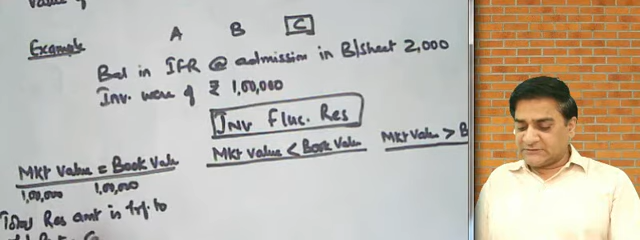 Value
Example A B C
Bal in IFR @ admission in B/Sheet 2,000
Inv. were of ₹ 1,00,000
Inv Fluc. Res
Mkt Value = Book Value
Mkt Value < Book Value
Mkt Value > B
1,00,000 1,00,000
Total Res amt is trf. to